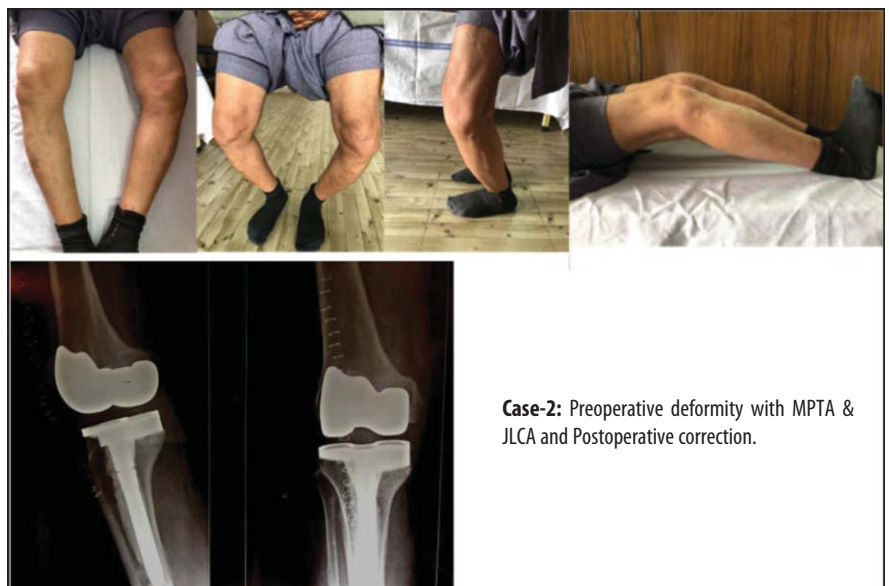 Case-2: Preoperative deformity with MPTA &
JLCA and Postoperative correction.